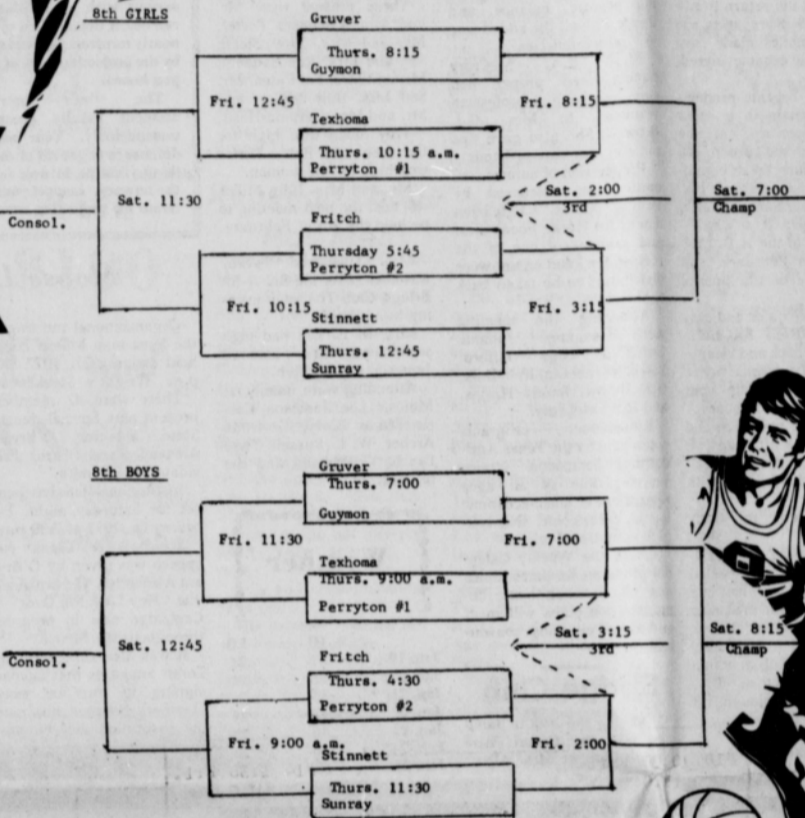 8th GIRLS
Gruver
Thurs. 8:15
Guymon
Fri. 12:45
Fri. 8:15
Texhoma
Thurs. 10:15 a.m.
Perryton #1
Sat. 11:30
Consol.
Sat. 2:00
3rd
Sat. 7:00
Champ
Fritch
Thursday 5:45
Perryton #2
Fri. 10:15
Fri. 3:15
Stinnett
Thurs. 12:45
Sunray
8th BOYS
Gruver
Thurs. 7:00
Guymon
Fri. 11:30
Fri. 7:00
Texhoma
Thurs. 9:00 a.m.
Perryton #1
Sat. 12:45
Consol.
Sat. 3:15
3rd
Sat. 8:15
Champ
Fritch
Thurs. 4:30
Perryton #2
Fri. 9:00 a.m.
Fri. 2:00
Stinnett
Thurs. 11:30
Sunray